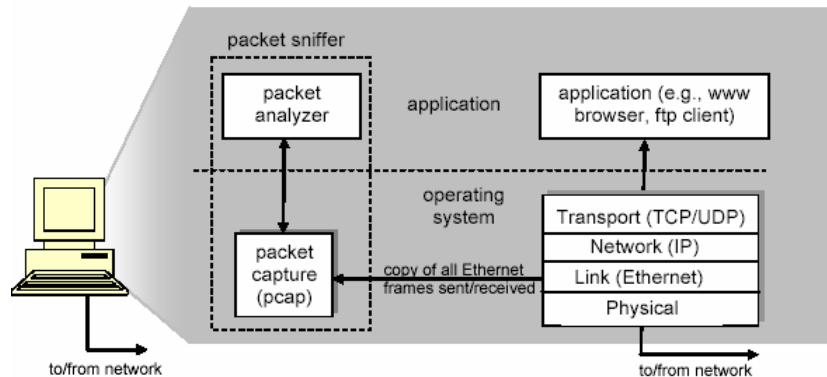 packet sniffer
packet
analyzer
application
application (e.g., www
browser, ftp client)
operating
system
packet
capture
(pcap)
copy of all Ethernet
frames sent/received
Transport (TCP/UDP)
Network (IP)
Link (Ethernet)
Physical
to/from network
to/from network